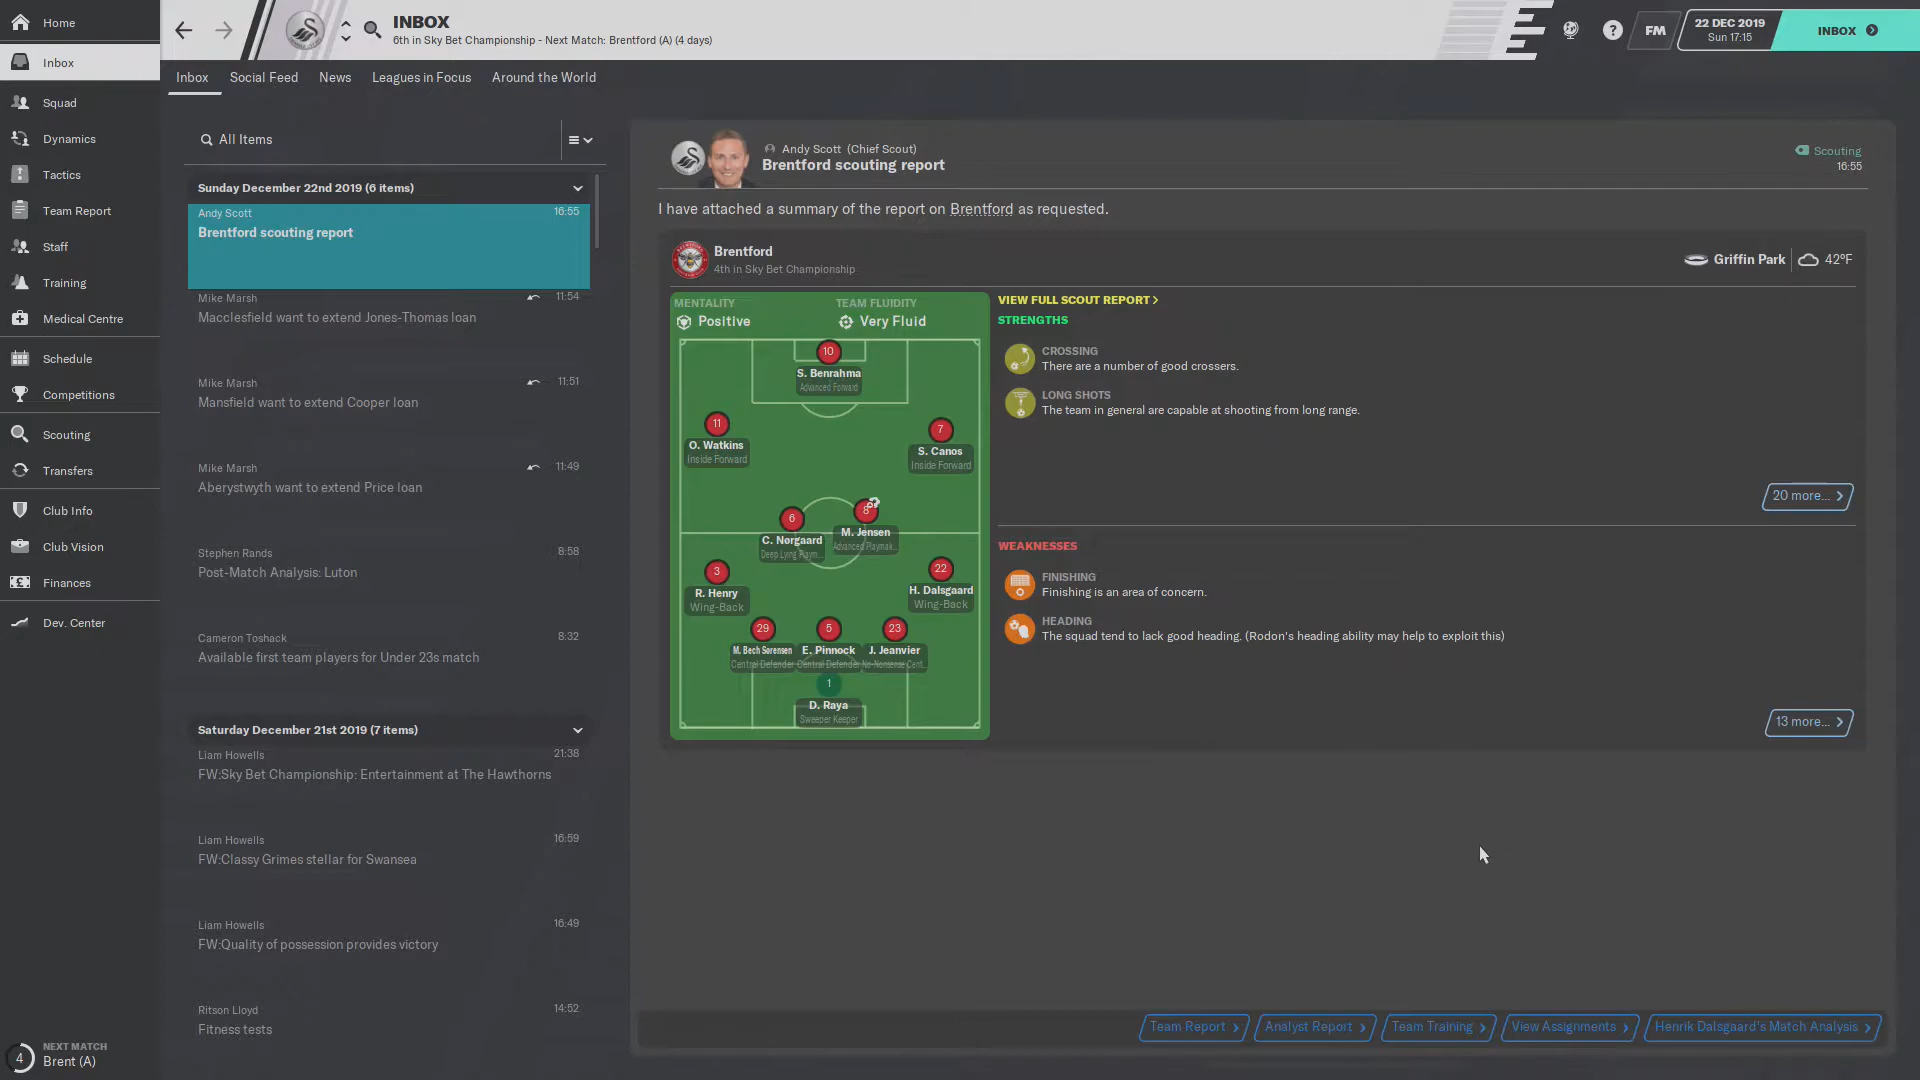 Home
Inbox
Squad
Dynamics
Tactics
Team Report
Staff
Training
Medical Centre
Schedule
Competitions
Scouting
Transfers
Club Info
Club Vision
Finances
Dev. Center
4
NEXT MATCH
Brent (A)
INBOX
6th in Sky Bet Championship - Next Match: Brentford (A) (4 days)
?
FM
22 DEC 2019
Sun 17:15
INBOX
Inbox
Social Feed
News
Leagues in Focus
Around the World
All Items
Sunday December 22nd 2019 (6 items)
Andy Scott
16:55
Brentford scouting report
Mike Marsh
11:54
Macclesfield want to extend Jones-Thomas loan
Mike Marsh
11:51
Mansfield want to extend Cooper loan
Mike Marsh
11:49
Aberystwyth want to extend Price loan
Stephen Rands
8:58
Post-Match Analysis: Luton
Cameron Toshack
8:32
Available first team players for Under 23s match
Saturday December 21st 2019 (7 items)
Liam Howells
21:38
FW:Sky Bet Championship: Entertainment at The Hawthorns
Liam Howells
16:59
FW:Classy Grimes stellar for Swansea
Liam Howells
16:49
FW:Quality of possession provides victory
Ritson Lloyd
14:52
Fitness tests
Andy Scott (Chief Scout)
Brentford scouting report
Scouting
16:55
I have attached a summary of the report on Brentford as requested.
Brentford
4th in Sky Bet Championship
Griffin Park
42°F
MENTALITY
Positive
TEAM FLUIDITY
Very Fluid
10
S. Benrahma
Advanced Forward
11
O. Watkins
Inside Forward
7
S. Canos
Inside Forward
6
C. Norgaard
Deep Lying Playm...
8
M. Jensen
Advanced Playmak...
3
R. Henry
Wing-Back
22
H. Dalsgaard
Wing-Back
29
M. Bech Sørensen
Central Defender
5
E. Pinnock
Central Defender
23
J. Jeanvier
No-Nonsense Cent...
1
D. Raya
Sweeper Keeper
VIEW FULL SCOUT REPORT >
STRENGTHS
CROSSING
There are a number of good crossers.
LONG SHOTS
The team in general are capable at shooting from long range.
20 more... >
WEAKNESSES
FINISHING
Finishing is an area of concern.
HEADING
The squad tend to lack good heading. (Rodon's heading ability may help to exploit this)
13 more... >
Team Report >
Analyst Report >
Team Training >
View Assignments >
Henrik Dalsgaard's Match Analysis >